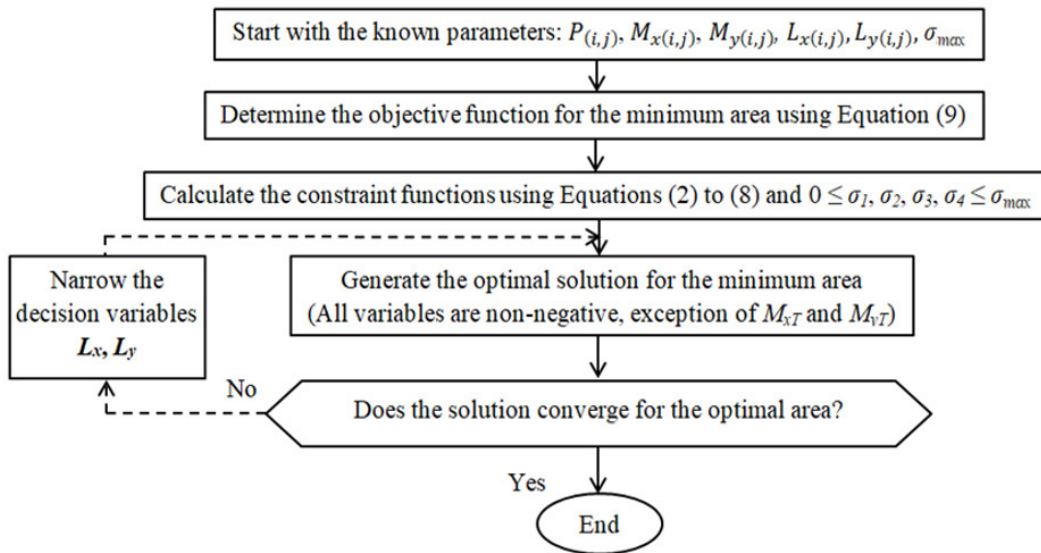 Start with the known parameters: P(i,j), Mx(i,j), My(i,j), Lx(i,j), Ly(i,j), σmax
Determine the objective function for the minimum area using Equation (9)
Calculate the constraint functions using Equations (2) to (8) and 0 ≤ σ1, σ2, σ3, σ4 ≤ σmax
Narrow the
decision variables
Lx, Ly
Generate the optimal solution for the minimum area
(All variables are non-negative, exception of MxT and MyT)
No
Does the solution converge for the optimal area?
Yes
End